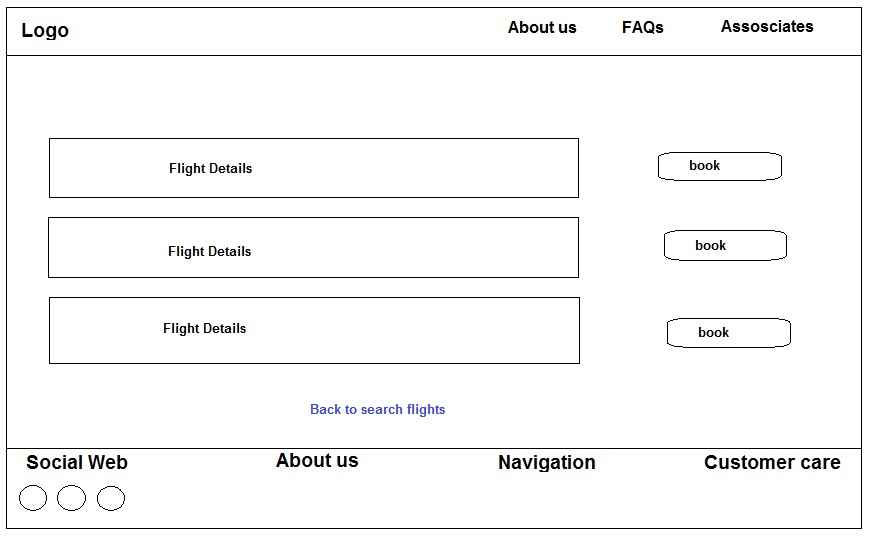 Logo
About us
FAQs
Assosciates
Flight Details
book
Flight Details
book
Flight Details
book
Back to search flights
Social Web
About us
Navigation
Customer care